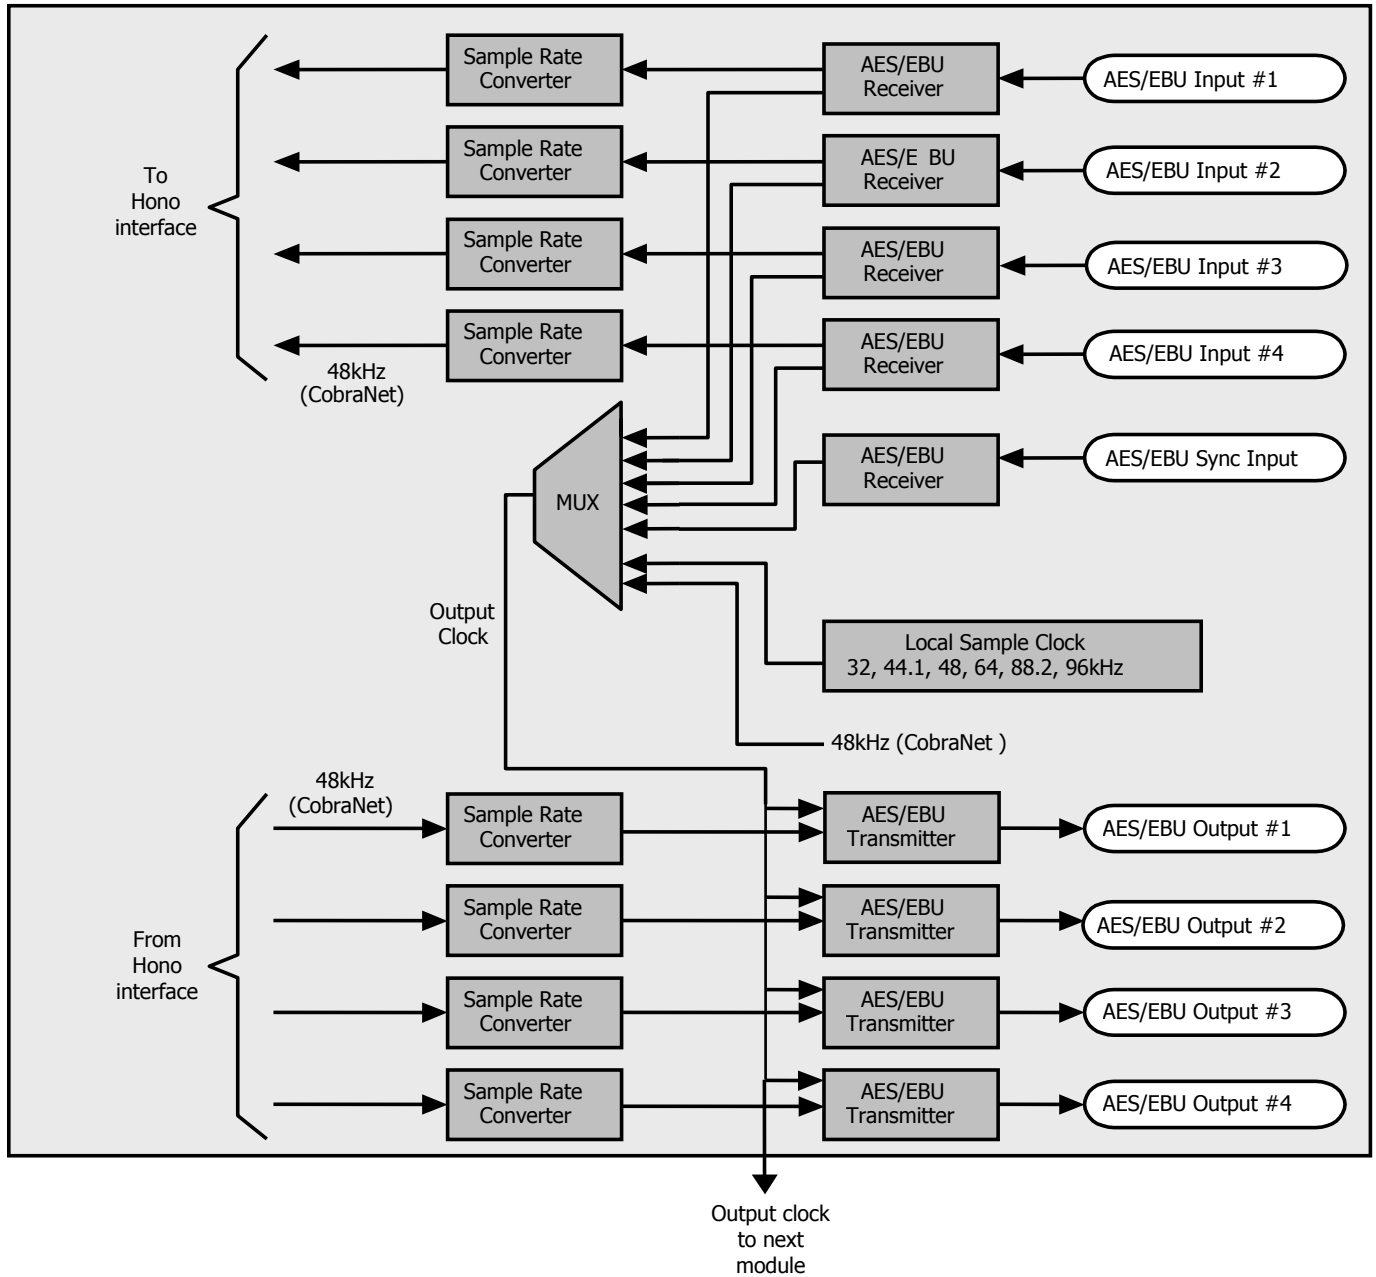 Sample Rate
Converter
AES/EBU
Receiver
AES/EBU Input #1
Sample Rate
Converter
AES/E BU
Receiver
AES/EBU Input #2
To
Hono
interface
Sample Rate
Converter
AES/EBU
Receiver
AES/EBU Input #3
Sample Rate
Converter
AES/EBU
Receiver
AES/EBU Input #4
48kHz
(CobraNet)
AES/EBU
Receiver
AES/EBU Sync Input
MUX
Output
Clock
Local Sample Clock
32, 44.1, 48, 64, 88.2, 96kHz
48kHz (CobraNet )
48kHz
(CobraNet)
Sample Rate
Converter
AES/EBU
Transmitter
AES/EBU Output #1
Sample Rate
Converter
AES/EBU
Transmitter
AES/EBU Output #2
From
Hono
interface
Sample Rate
Converter
AES/EBU
Transmitter
AES/EBU Output #3
Sample Rate
Converter
AES/EBU
Transmitter
AES/EBU Output #4
Output clock
to next
module